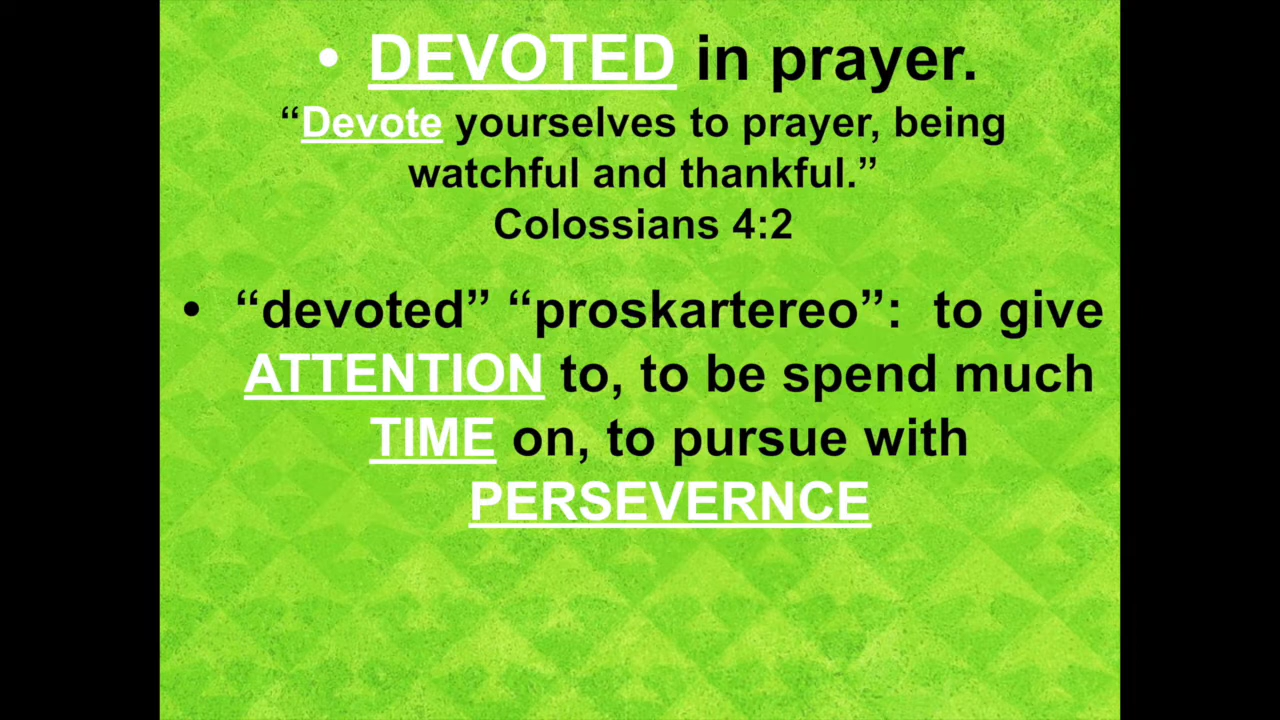 • DEVOTED in prayer.
“Devote yourselves to prayer, being
watchful and thankful.”
Colossians 4:2
• “devoted” “proskartereo”:  to give
ATTENTION to, to be spend much
TIME on, to pursue with
PERSEVERNCE